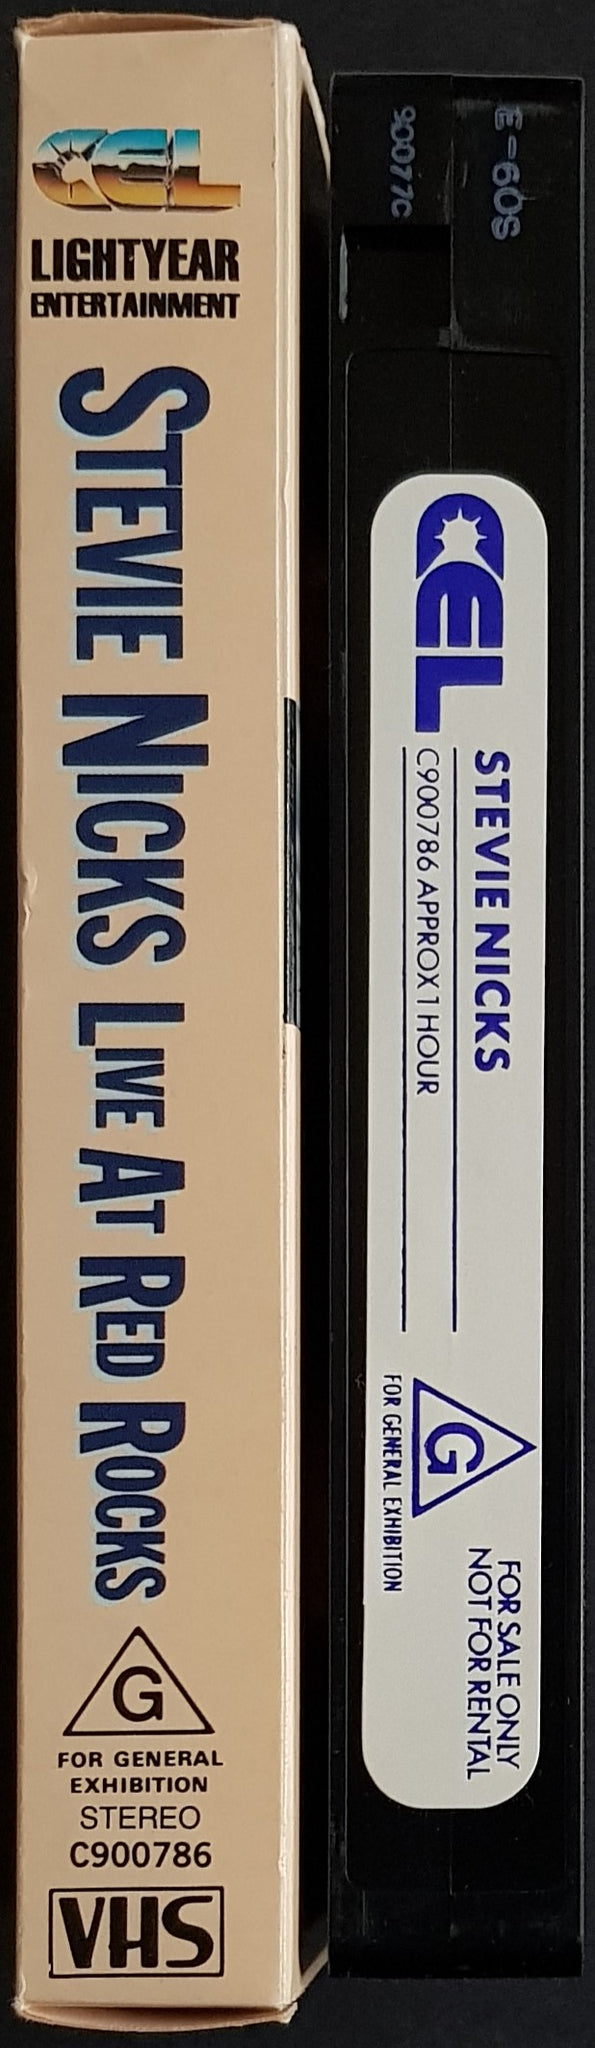 CEL
LIGHTYEAR
ENTERTAINMENT
STEVIE NICKS LIVE AT RED ROCKS
G
FOR GENERAL
EXHIBITION
STEREO
C900786
VHS
E-60S
90077C
CEL
STEVIE NICKS
C900786 APPROX 1 HOUR
G
FOR GENERAL EXHIBITION
FOR SALE ONLY
NOT FOR RENTAL